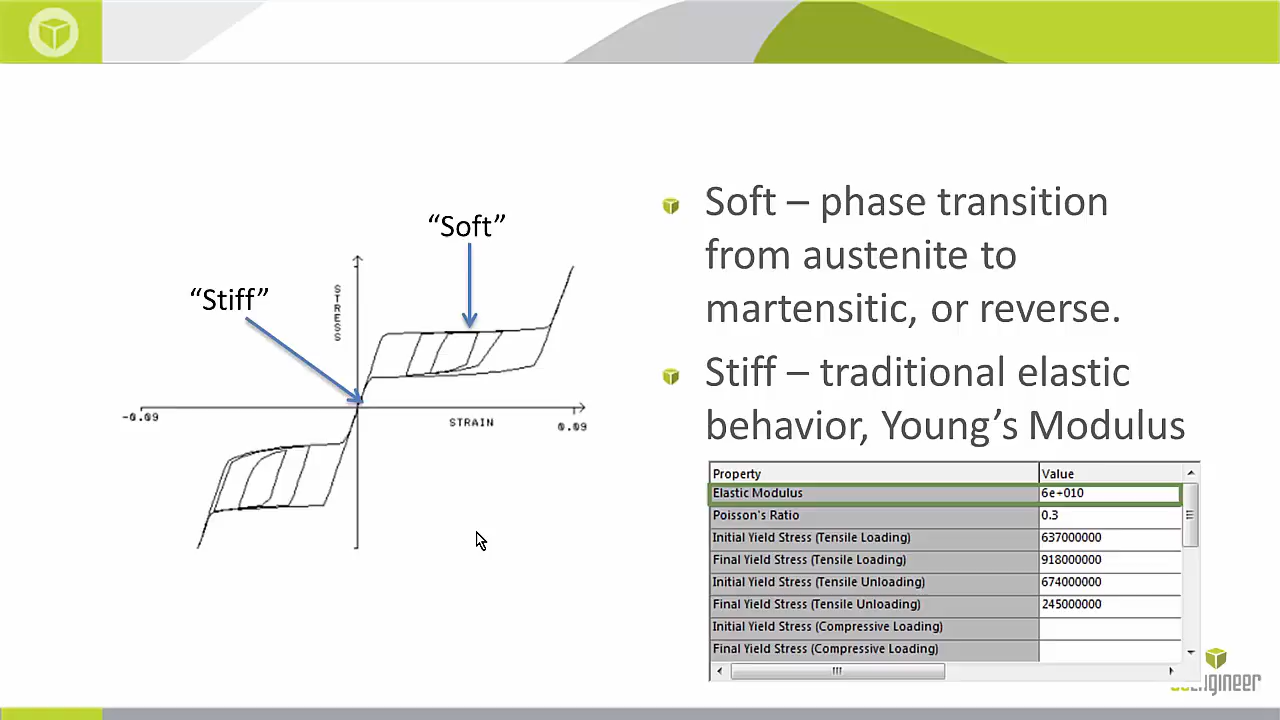 “Soft”
“Stiff”
STRESS
-0.09
STRAIN
0.09
Soft – phase transition
from austenite to
martensitic, or reverse.
Stiff – traditional elastic
behavior, Young’s Modulus
Property Value
Elastic Modulus 6e+010
Poisson's Ratio 0.3
Initial Yield Stress (Tensile Loading) 637000000
Final Yield Stress (Tensile Loading) 918000000
Initial Yield Stress (Tensile Unloading) 674000000
Final Yield Stress (Tensile Unloading) 245000000
Initial Yield Stress (Compressive Loading)
Final Yield Stress (Compressive Loading)